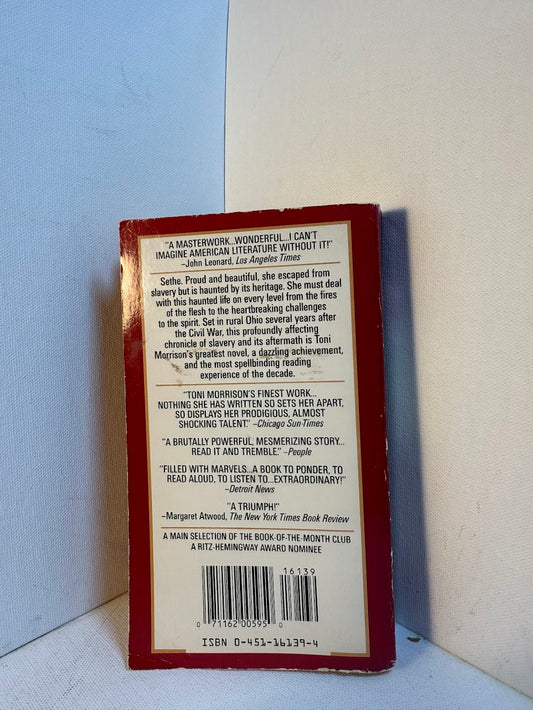 "A MASTERWORK...WONDERFUL...I CAN'T
IMAGINE AMERICAN LITERATURE WITHOUT IT!"
–John Leonard, Los Angeles Times
Sethe. Proud and beautiful, she escaped from
slavery but is haunted by its heritage. She must deal
with this haunted life on every level from the fires
of the flesh to the heartbreaking challenges
to the spirit. Set in rural Ohio several years after
the Civil War, this profoundly affecting
chronicle of slavery and its aftermath is Toni
Morrison's greatest novel, a dazzling achievement,
and the most spellbinding reading
experience of the decade.
"TONI MORRISON'S FINEST WORK...
NOTHING SHE HAS WRITTEN SO SETS HER APART,
SO DISPLAYS HER PRODIGIOUS, ALMOST
SHOCKING TALENT." –Chicago Sun-Times
"A BRUTALLY POWERFUL, MESMERIZING STORY...
READ IT AND TREMBLE." –People
"FILLED WITH MARVELS...A BOOK TO PONDER, TO
READ ALOUD, TO LISTEN TO...EXTRAORDINARY!"
–Detroit News
"A TRIUMPH!"
–Margaret Atwood, The New York Times Book Review
A MAIN SELECTION OF THE BOOK-OF-THE-MONTH CLUB
A RITZ-HEMINGWAY AWARD NOMINEE
16139
0 71162 00595 0
ISBN 0-451-16139-4